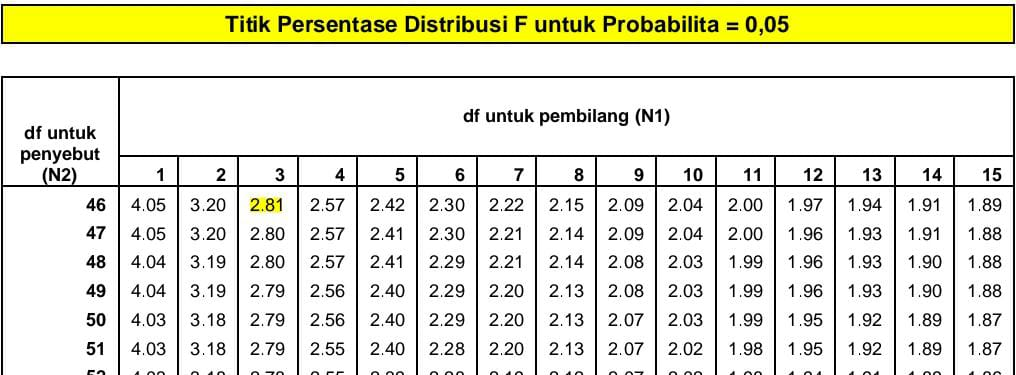 Titik Persentase Distribusi F untuk Probabilita = 0,05
df untuk penyebut (N2) df untuk pembilang (N1)
1 2 3 4 5 6 7 8 9 10 11 12 13 14 15
46 4.05 3.20 2.81 2.57 2.42 2.30 2.22 2.15 2.09 2.04 2.00 1.97 1.94 1.91 1.89
47 4.05 3.20 2.80 2.57 2.41 2.30 2.21 2.14 2.09 2.04 2.00 1.96 1.93 1.91 1.88
48 4.04 3.19 2.80 2.57 2.41 2.29 2.21 2.14 2.08 2.03 1.99 1.96 1.93 1.90 1.88
49 4.04 3.19 2.79 2.56 2.40 2.29 2.20 2.13 2.08 2.03 1.99 1.96 1.93 1.90 1.88
50 4.03 3.18 2.79 2.56 2.40 2.29 2.20 2.13 2.07 2.03 1.99 1.95 1.92 1.89 1.87
51 4.03 3.18 2.79 2.55 2.40 2.28 2.20 2.13 2.07 2.02 1.98 1.95 1.92 1.89 1.87